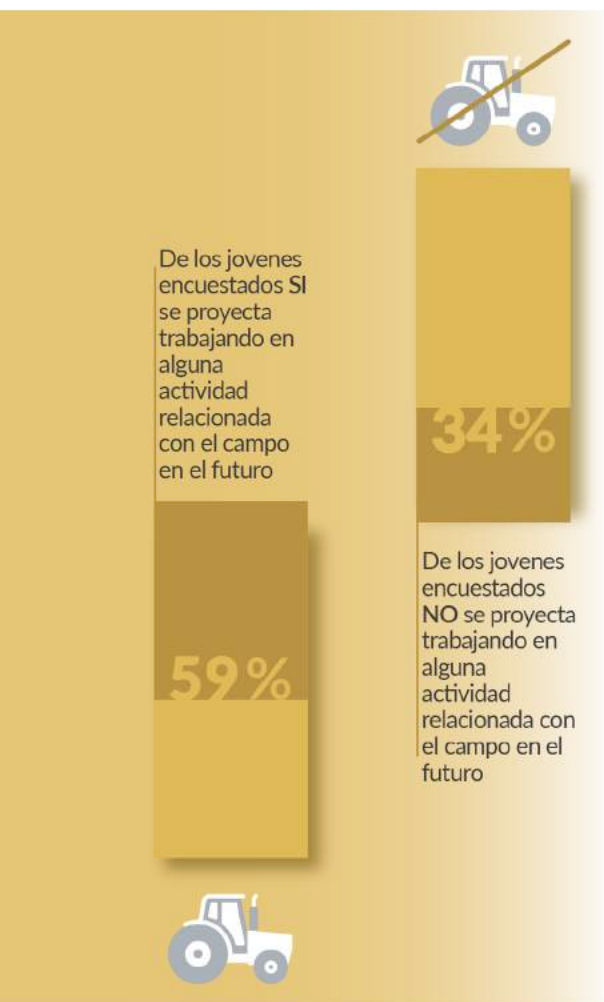 De los jovenes
encuestados SI
se proyecta
trabajando en
alguna
actividad
relacionada
con el campo
en el futuro
59%
34%
De los jovenes
encuestados
NO se proyecta
trabajando en
alguna
actividad
relacionada con
el campo en el
futuro